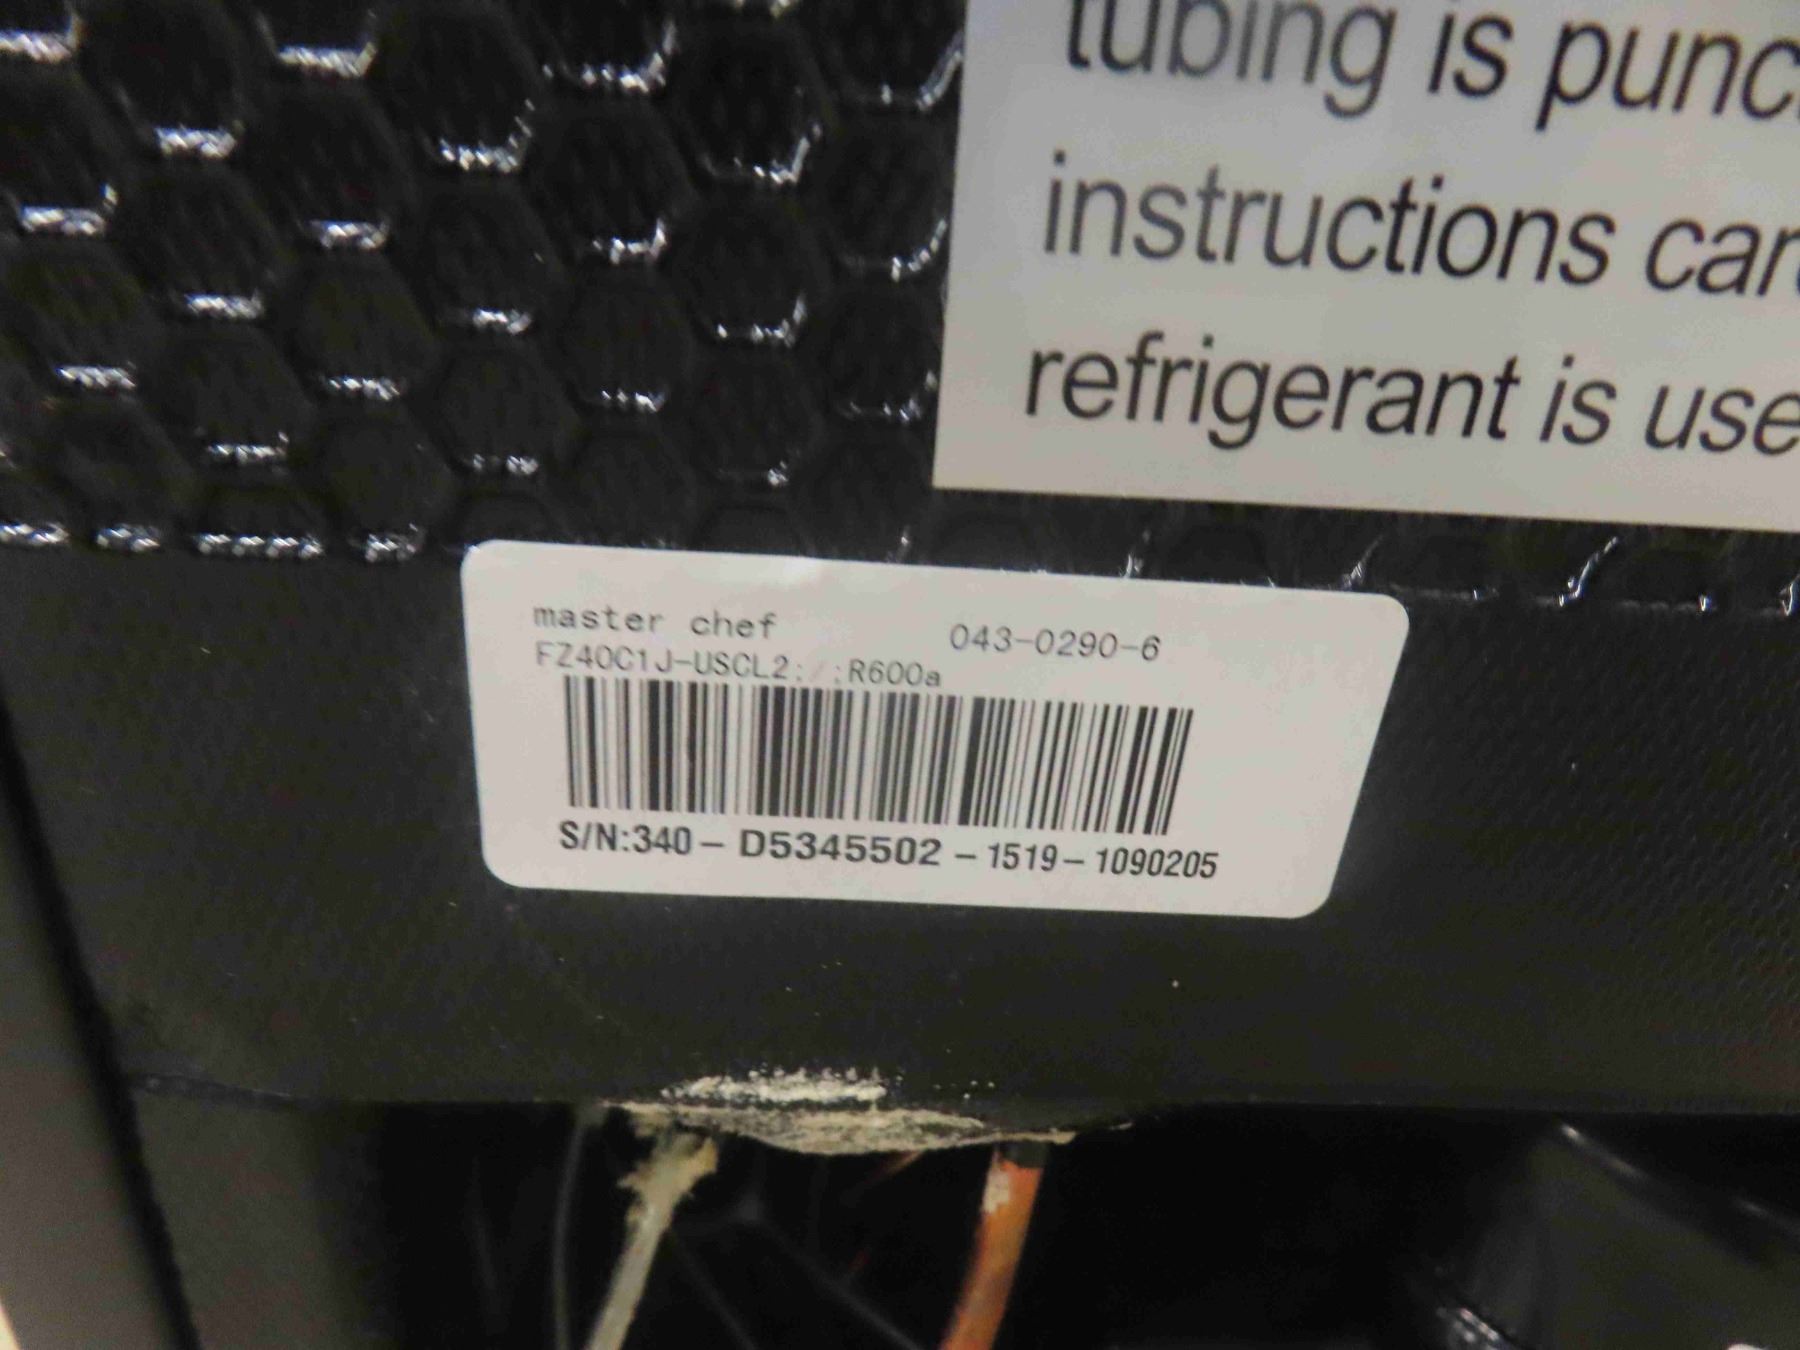 tubing is punc
instructions car
refrigerant is use
master chef 043-0290-6
FZ40C1J-USCL2: / :R600a
S/N:340 - D5345502 - 1519 - 1090205